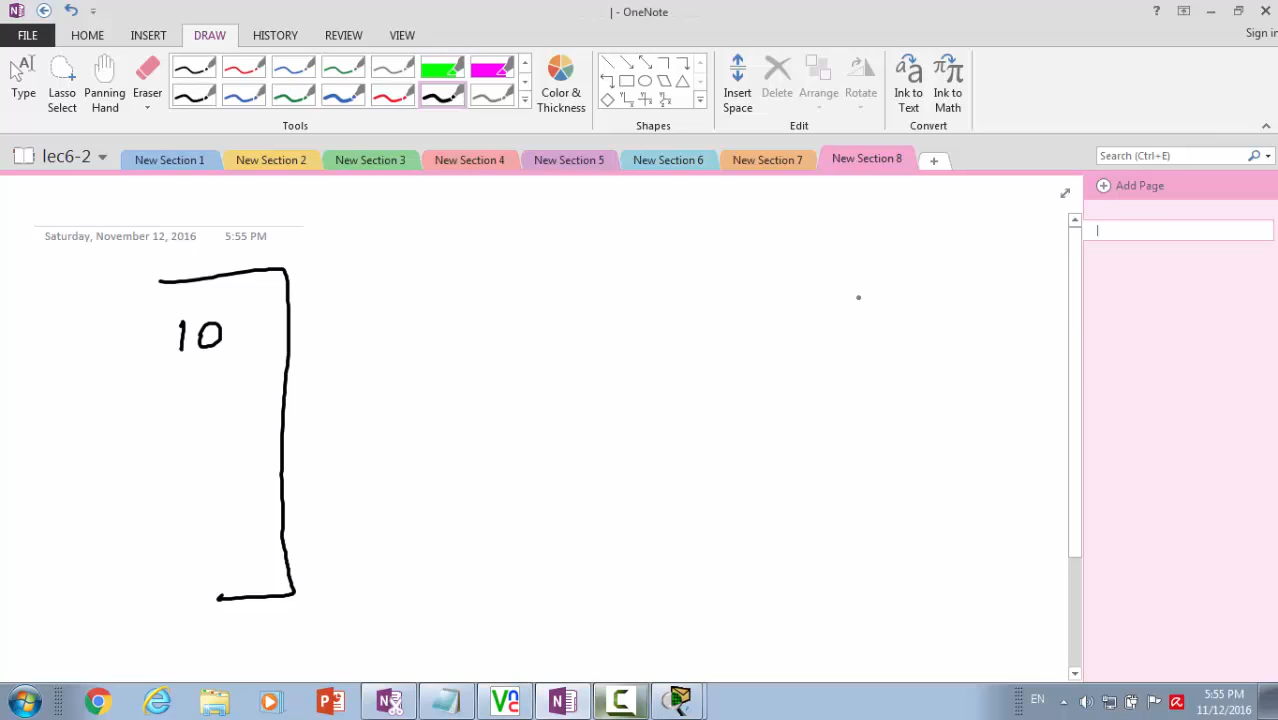 | - OneNote
?
FILE HOME INSERT DRAW HISTORY REVIEW VIEW
Sign in
Type Lasso Select Panning Hand Eraser
Color & Thickness
Insert Space Delete Arrange Rotate
Ink to Text Ink to Math
Tools Shapes Edit Convert
lec6-2 New Section 1 New Section 2 New Section 3 New Section 4 New Section 5 New Section 6 New Section 7 New Section 8 +
Search (Ctrl+E)
Add Page
Saturday, November 12, 2016 5:55 PM
10
EN
5:55 PM
11/12/2016